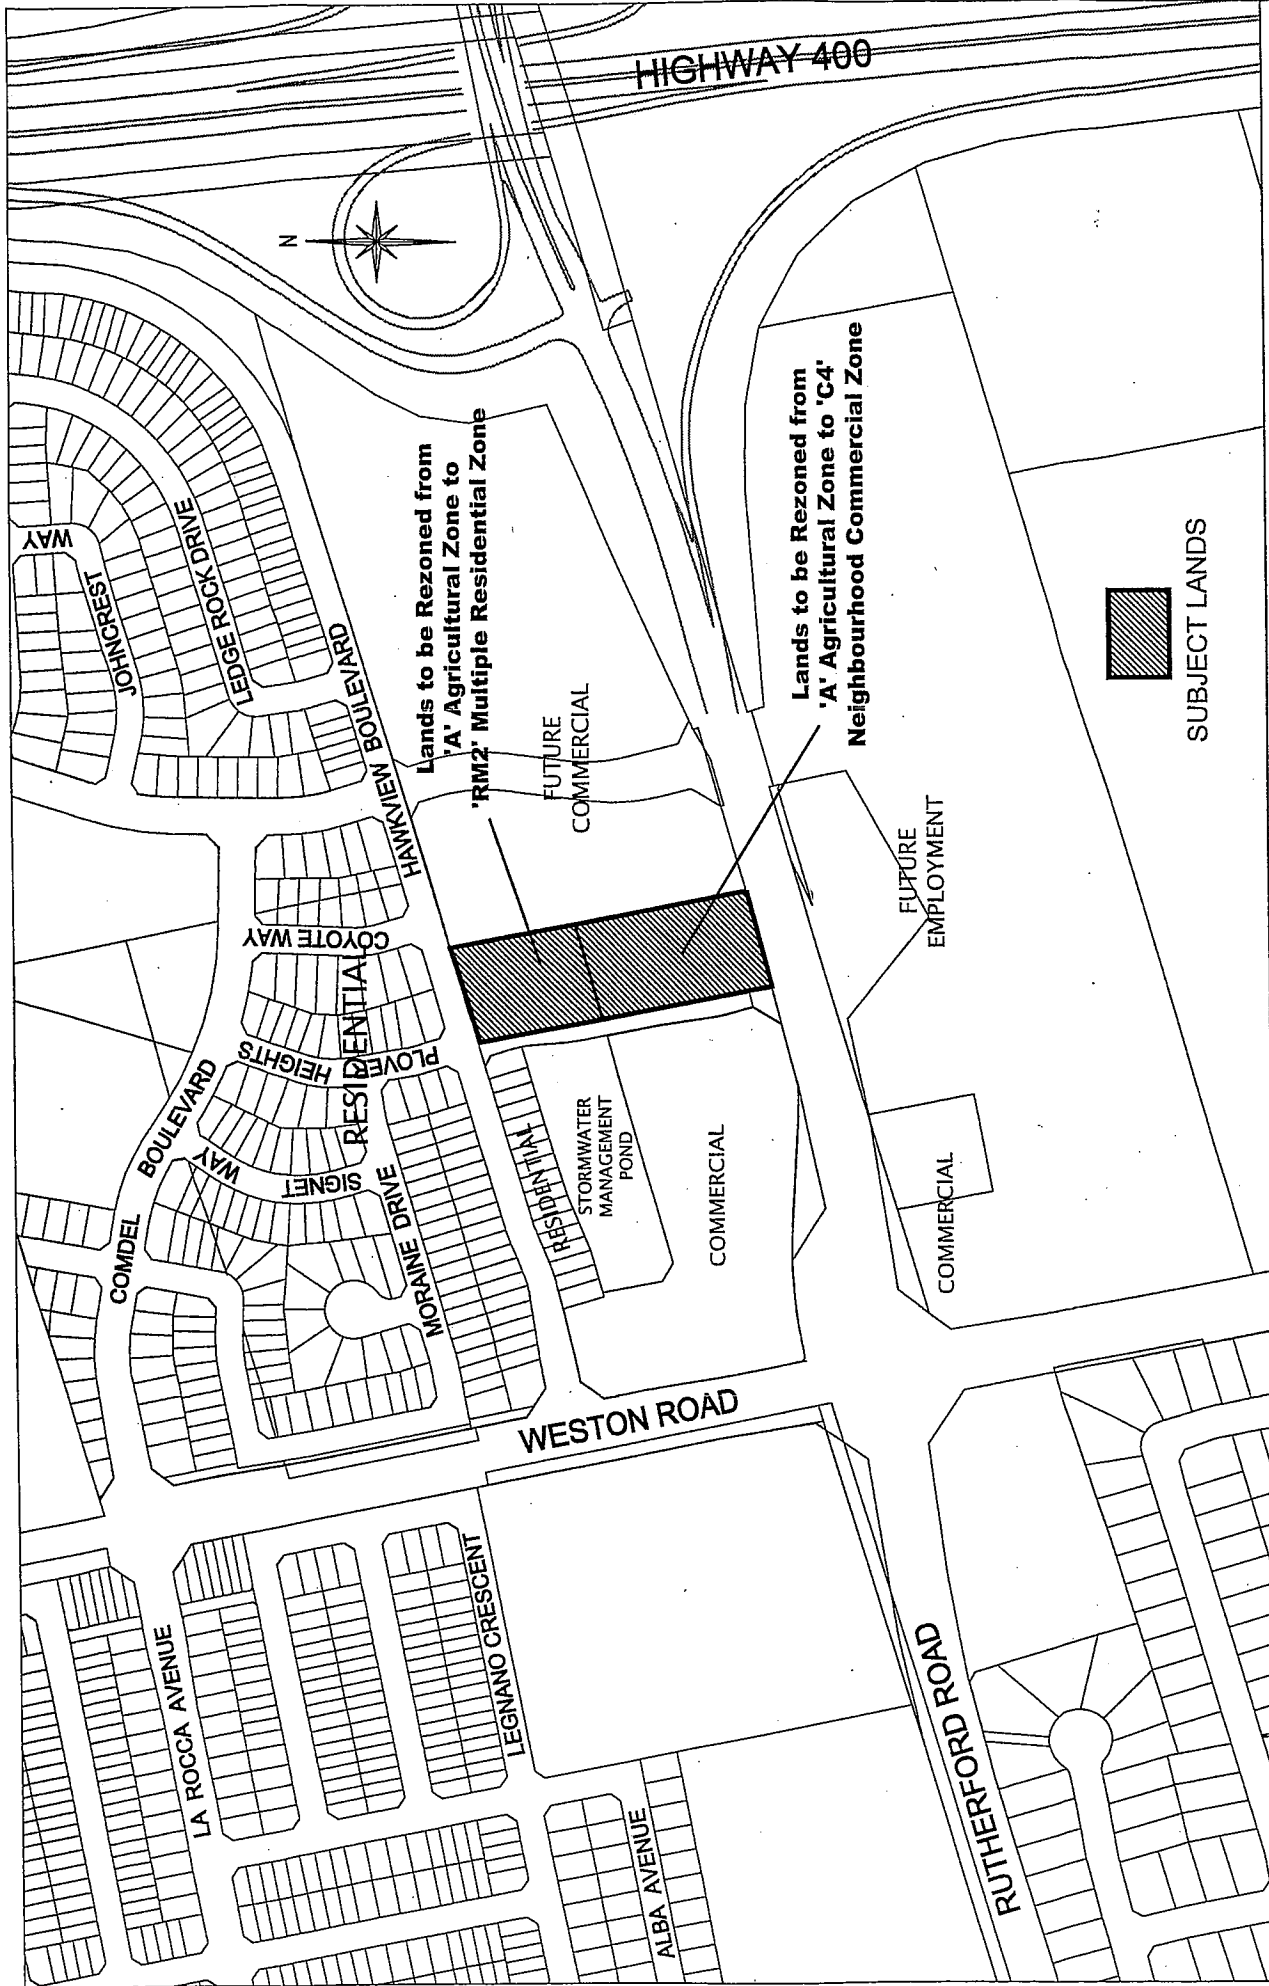 HIGHWAY 400
N
WAY
JOHNCREST
LEDGE ROCK DRIVE
HAWKVIEW BOULEVARD
Lands to be Rezoned from
'A' Agricultural Zone to
'RM2' Multiple Residential Zone
FUTURE
COMMERCIAL
Lands to be Rezoned from
'A' Agricultural Zone to 'C4'
Neighbourhood Commercial Zone
FUTURE
EMPLOYMENT
SUBJECT LANDS
COYOTE WAY
RESIDENTIAL
PLOVER HEIGHTS
SIGNET WAY
MORAINE DRIVE
COMDEL BOULEVARD
RESIDENTIAL
STORMWATER
MANAGEMENT
POND
COMMERCIAL
COMMERCIAL
WESTON ROAD
LA ROCCA AVENUE
LEGNANO CRESCENT
ALBA AVENUE
RUTHERFORD ROAD